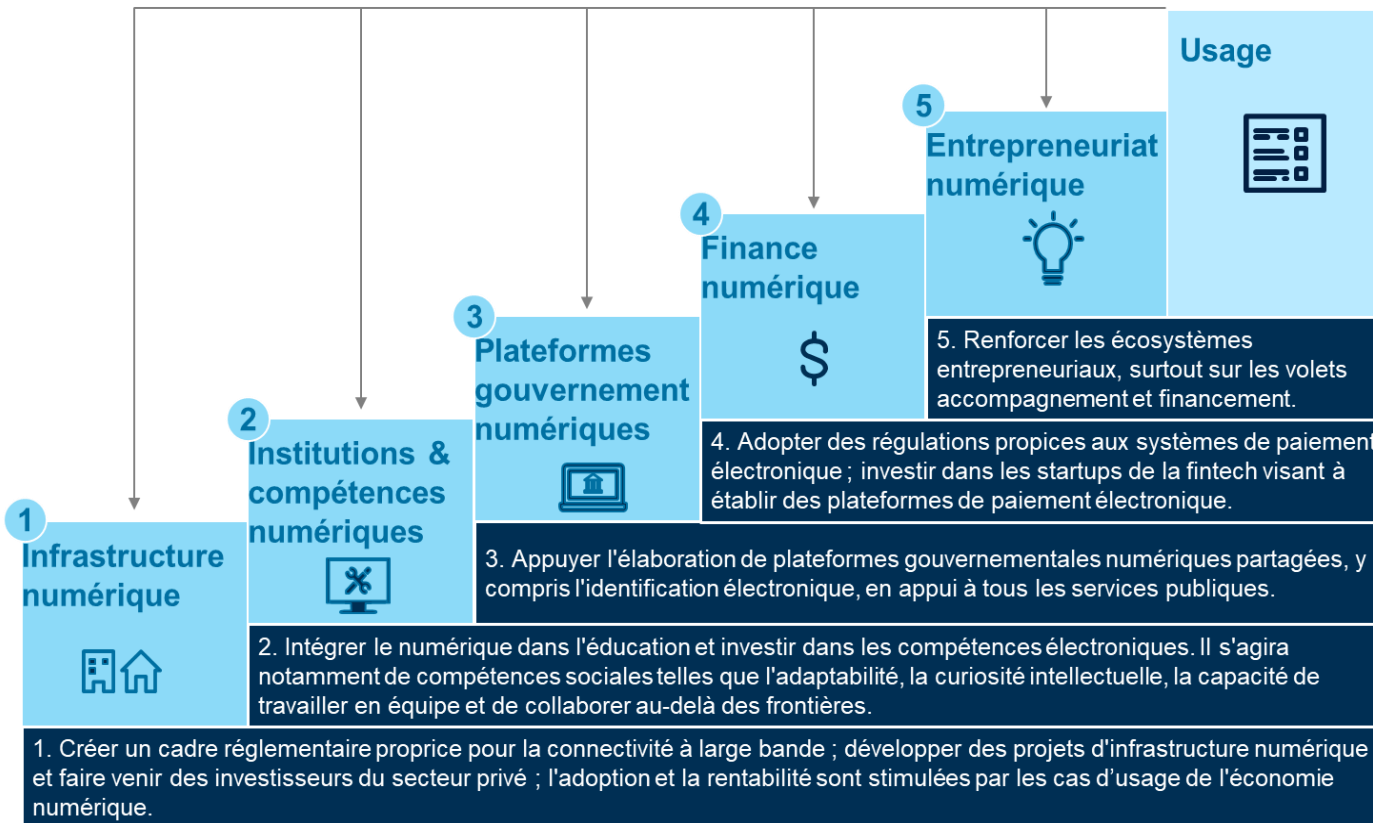 Usage
5
Entrepreneuriat
numérique
4
Finance
numérique
$
3
Plateformes
gouvernement
numériques
2
Institutions &
compétences
numériques
1
Infrastructure
numérique
5. Renforcer les écosystèmes
entrepreneuriaux, surtout sur les volets
accompagnement et financement.
4. Adopter des régulations propices aux systèmes de paiement
électronique ; investir dans les startups de la fintech visant à
établir des plateformes de paiement électronique.
3. Appuyer l'élaboration de plateformes gouvernementales numériques partagées, y
compris l'identification électronique, en appui à tous les services publiques.
2. Intégrer le numérique dans l'éducation et investir dans les compétences électroniques. Il s'agira
notamment de compétences sociales telles que l'adaptabilité, la curiosité intellectuelle, la capacité de
travailler en équipe et de collaborer au-delà des frontières.
1. Créer un cadre réglementaire proprice pour la connectivité à large bande ; développer des projets d'infrastructure numérique
et faire venir des investisseurs du secteur privé ; l'adoption et la rentabilité sont stimulées par les cas d’usage de l'économie
numérique.